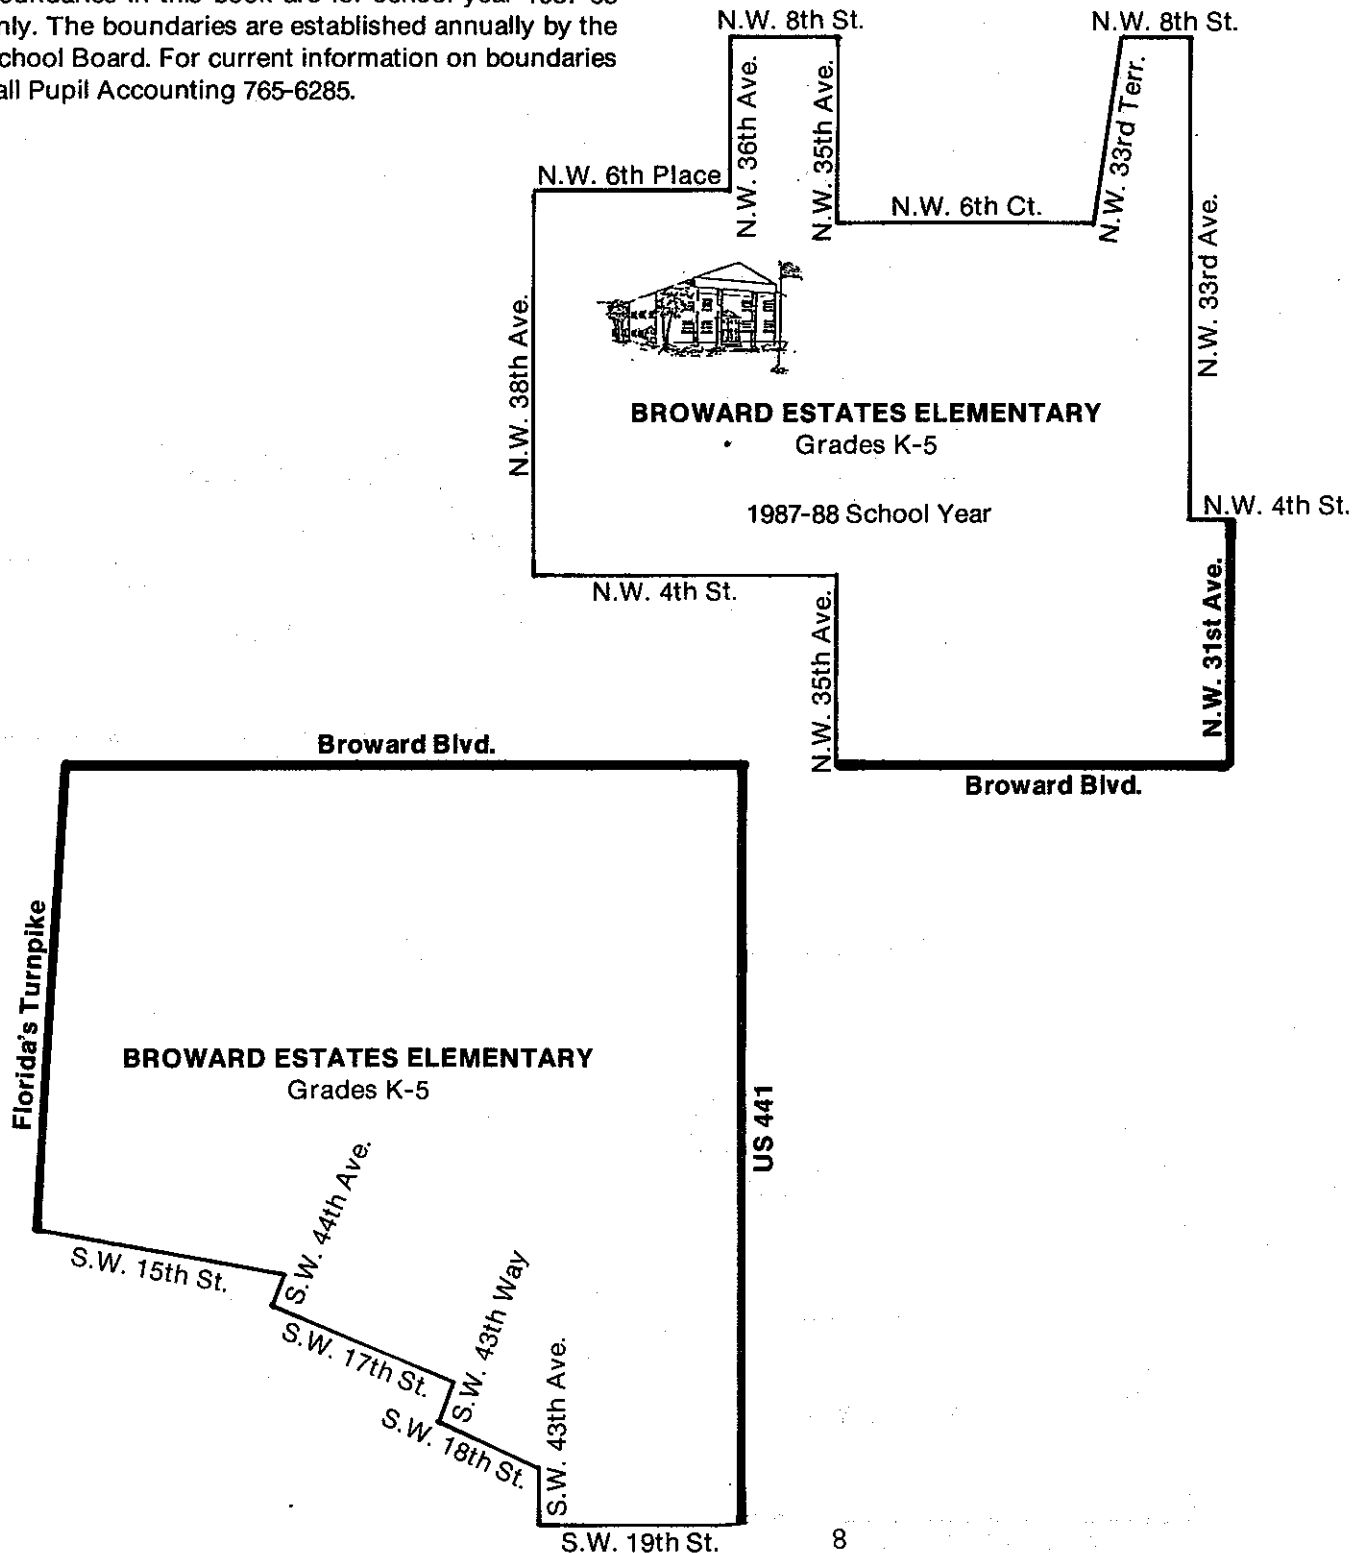 only. The boundaries are established annually by the
School Board. For current information on boundaries
call Pupil Accounting 765-6285.
N.W. 8th St.
N.W. 8th St.
N.W. 36th Ave.
N.W. 35th Ave.
N.W. 33rd Terr.
N.W. 6th Place
N.W. 6th Ct.
N.W. 33rd Ave.
N.W. 38th Ave.
BROWARD ESTATES ELEMENTARY
Grades K-5
1987-88 School Year
N.W. 4th St.
N.W. 4th St.
N.W. 35th Ave.
N.W. 31st Ave.
Broward Blvd.
Broward Blvd.
Florida's Turnpike
BROWARD ESTATES ELEMENTARY
Grades K-5
US 441
S.W. 44th Ave.
S.W. 15th St.
S.W. 43th Way
S.W. 17th St.
S.W. 43th Ave.
S.W. 18th St.
S.W. 19th St.
8